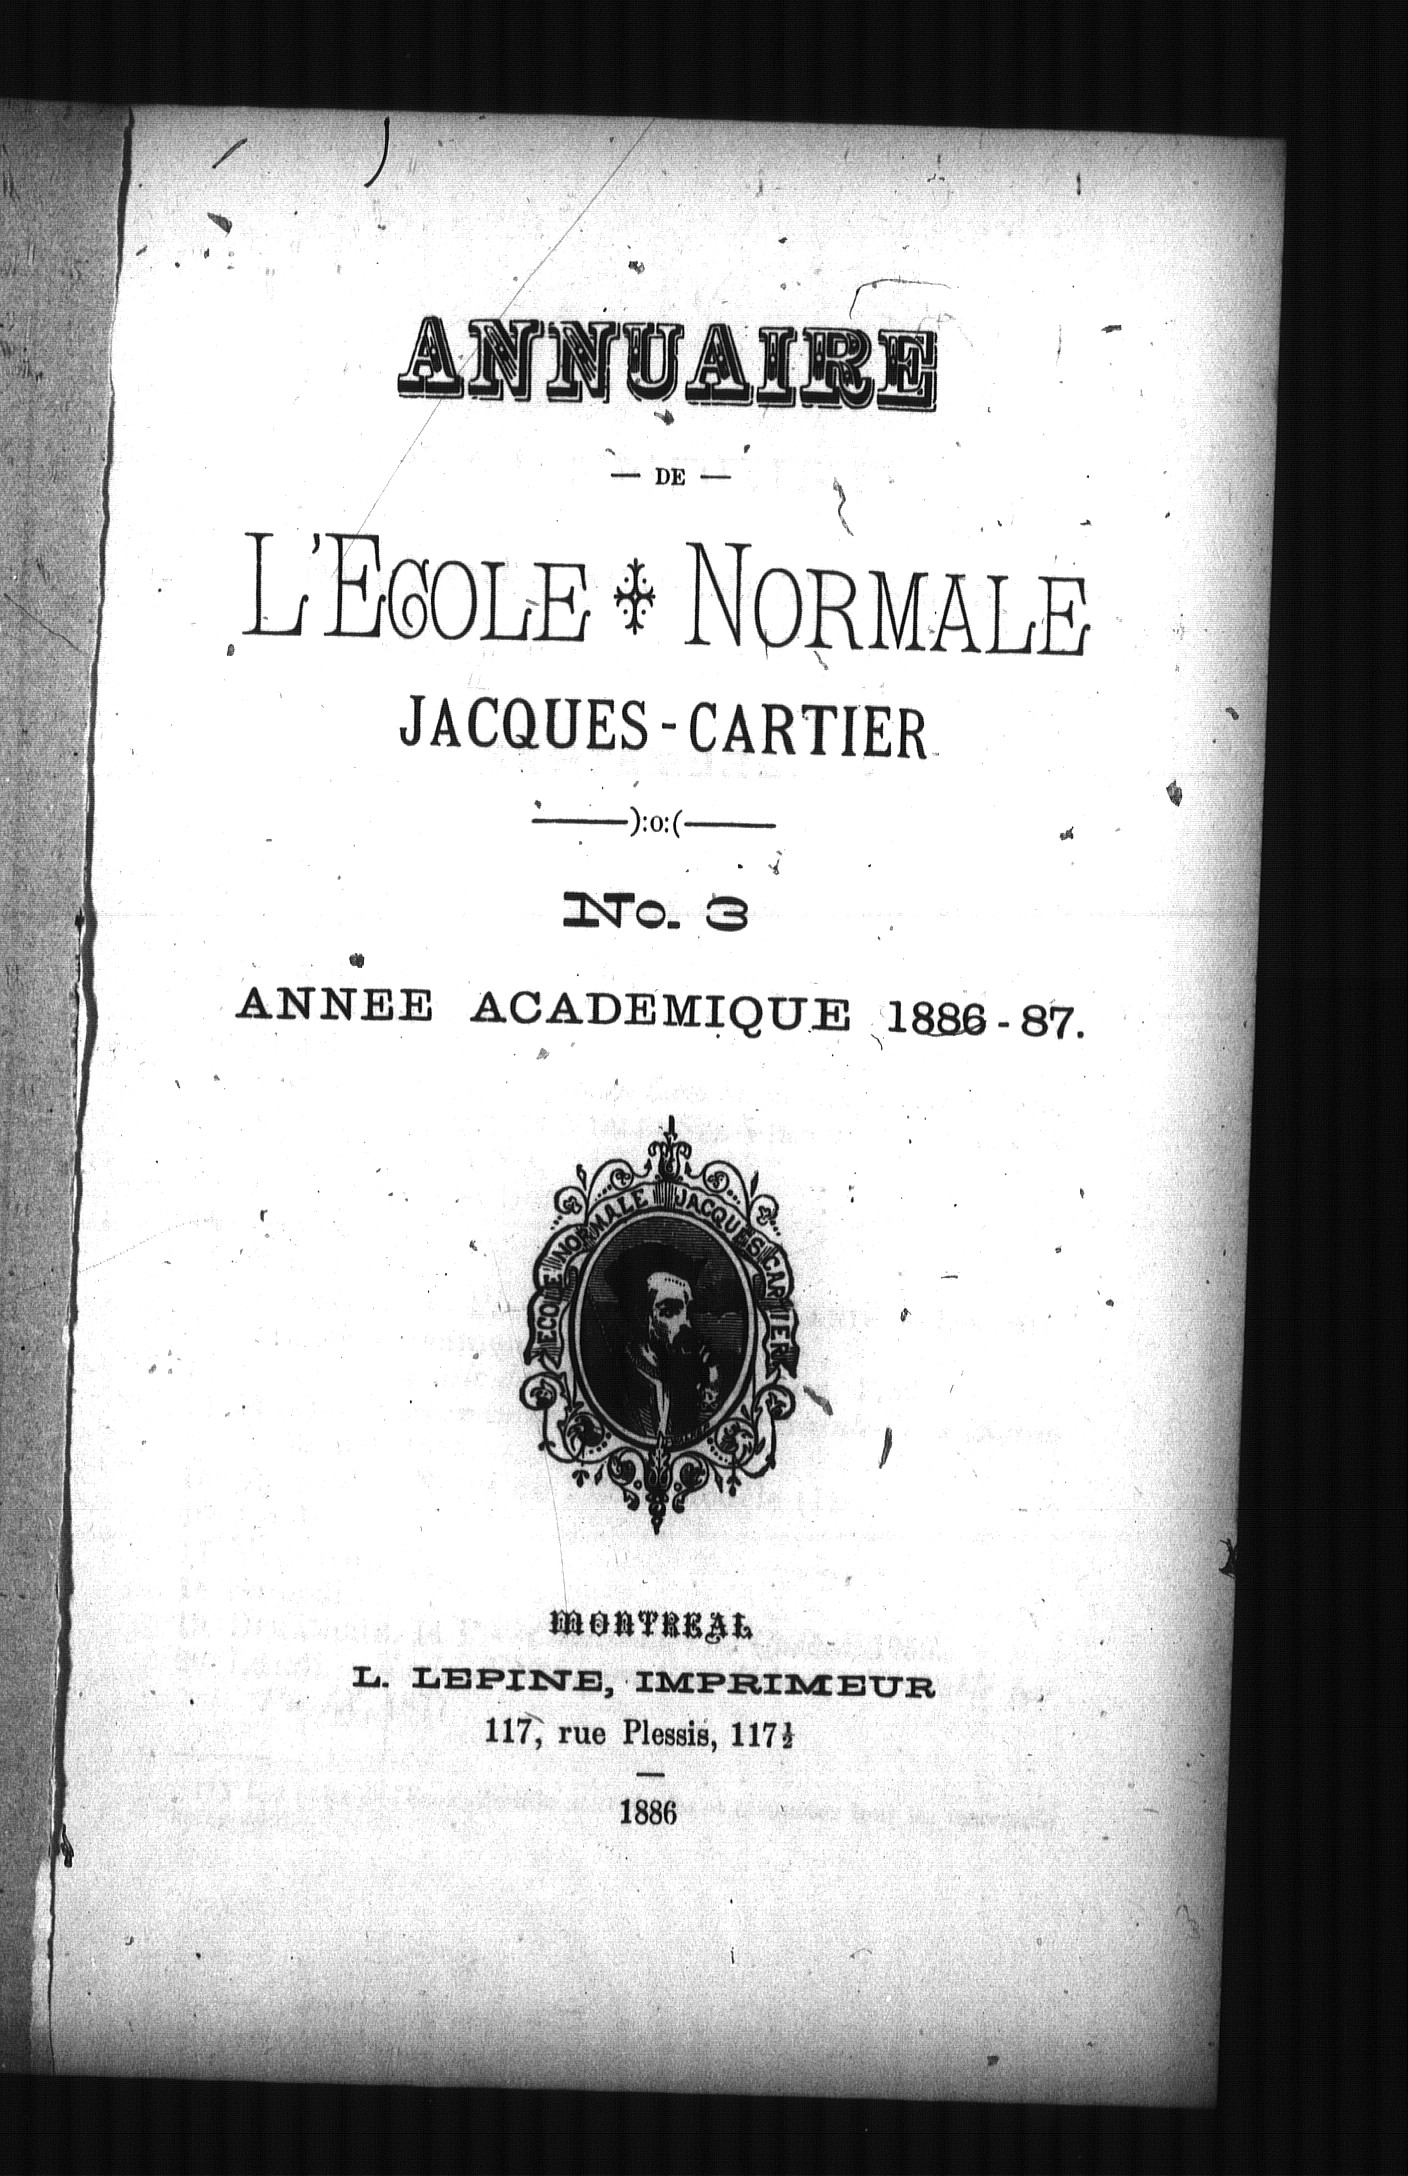 ANNUAIRE
— DE —
L'ECOLE NORMALE
JACQUES-CARTIER
):o:(
No. 3
ANNEE ACADEMIQUE 1886-87.
ECOLE NORMALE JACQUES CARTIER
MONTREAL
L. LEPINE, IMPRIMEUR
117, rue Plessis, 117½
1886